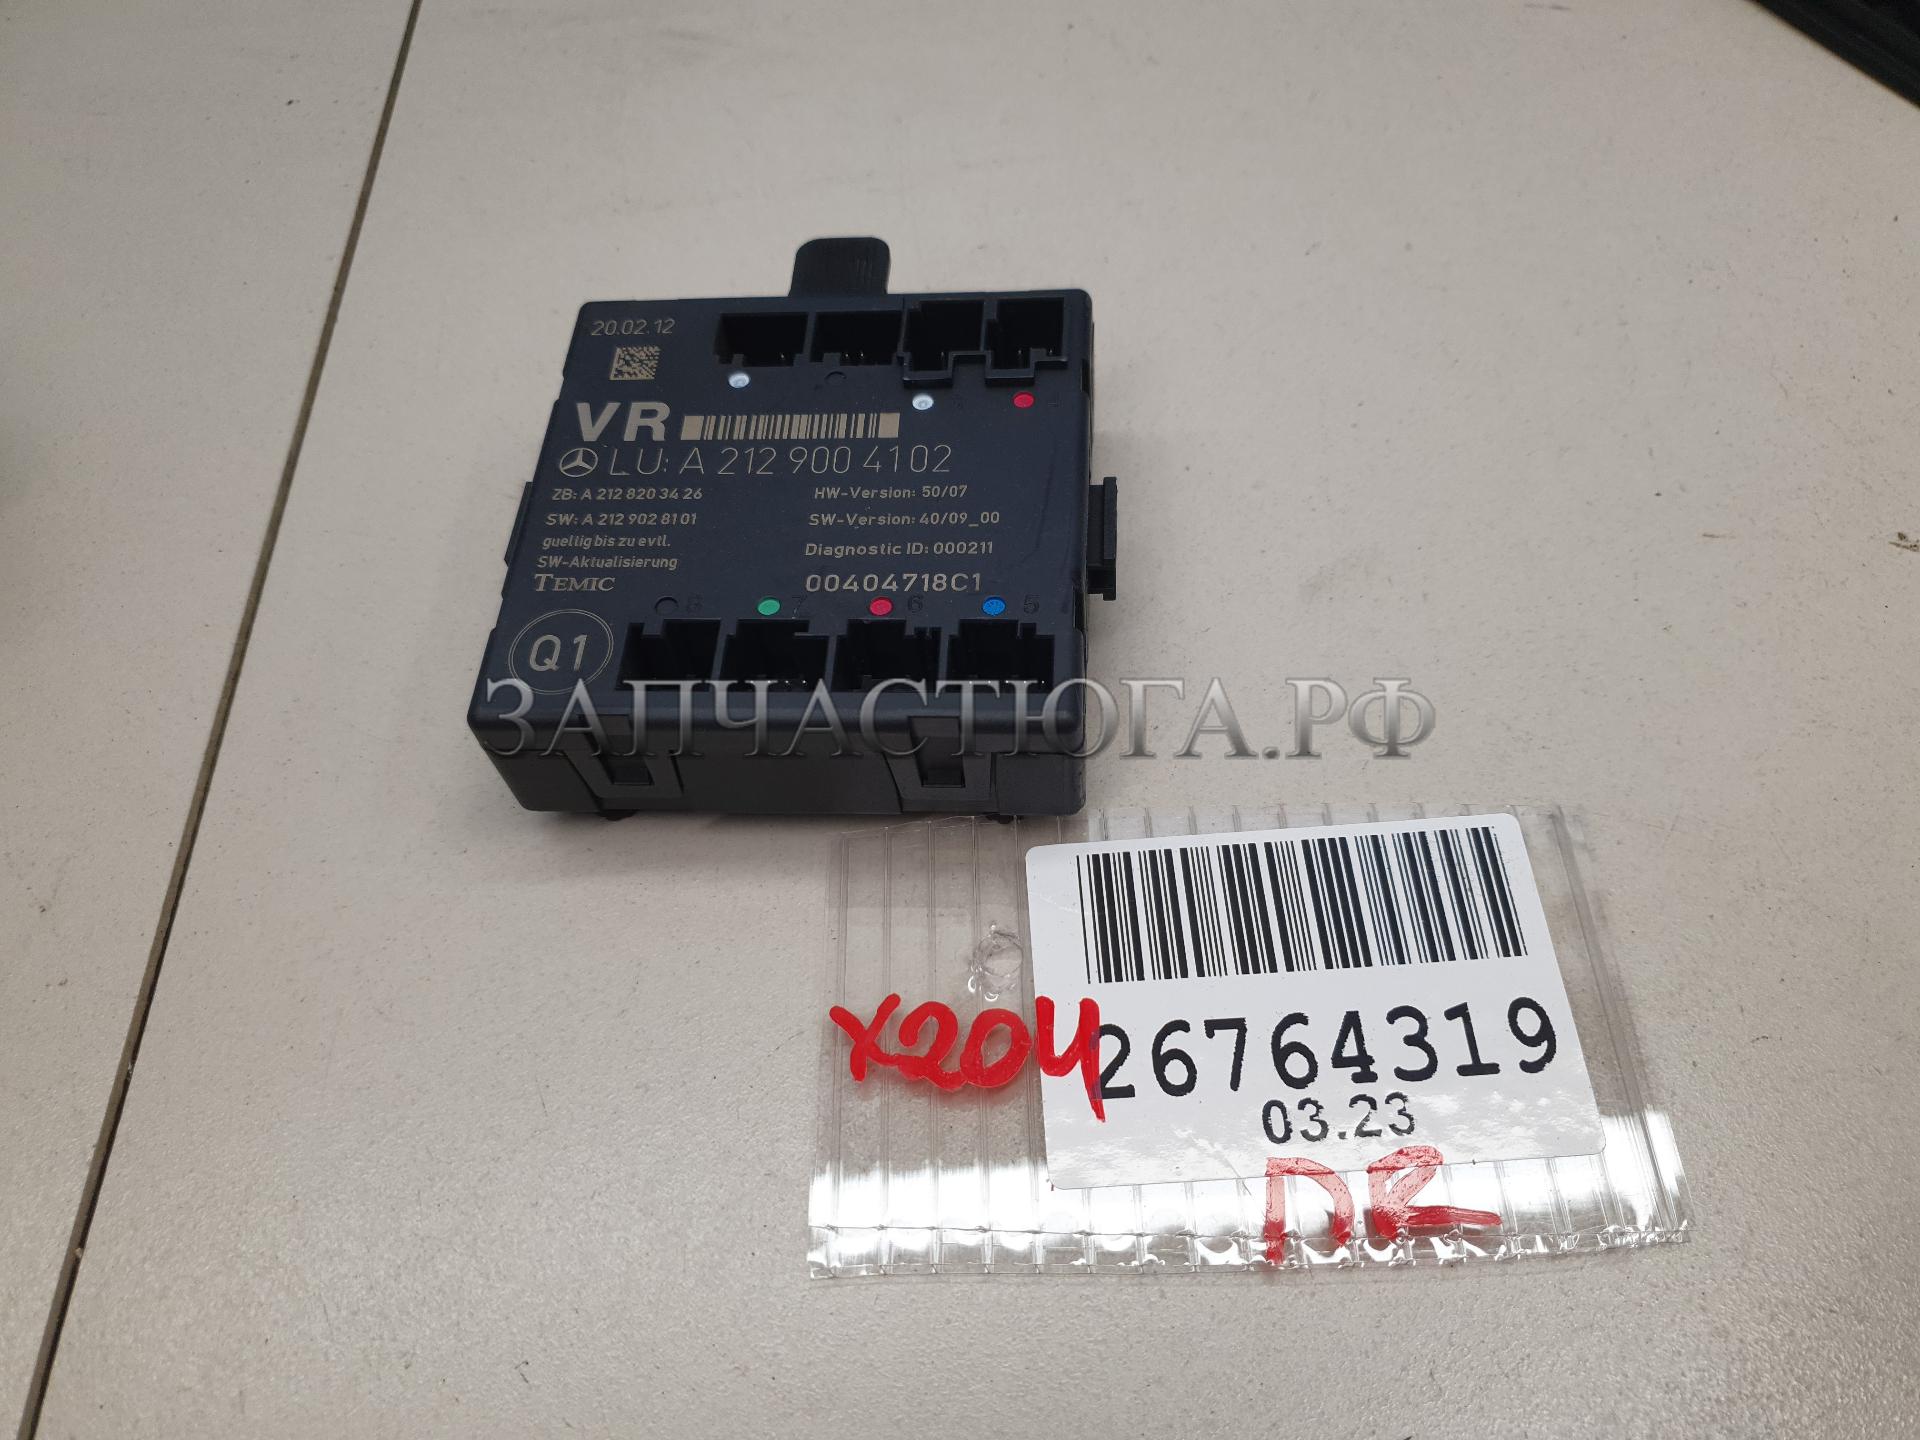 20.02.12
VR
LU: A 212 900 41 02
ZB: A 212 820 34 26
HW-Version: 50/07
SW: A 212 902 81 01
SW-Version: 40/09_00
gueltig bis zu evtl.
SW-Aktualisierung
Diagnostic ID: 000211
TEMIC
00404718C1
8 7 6 5
Q1
ЗАПЧАСТЮГА.РФ
X204
26764319
03.23